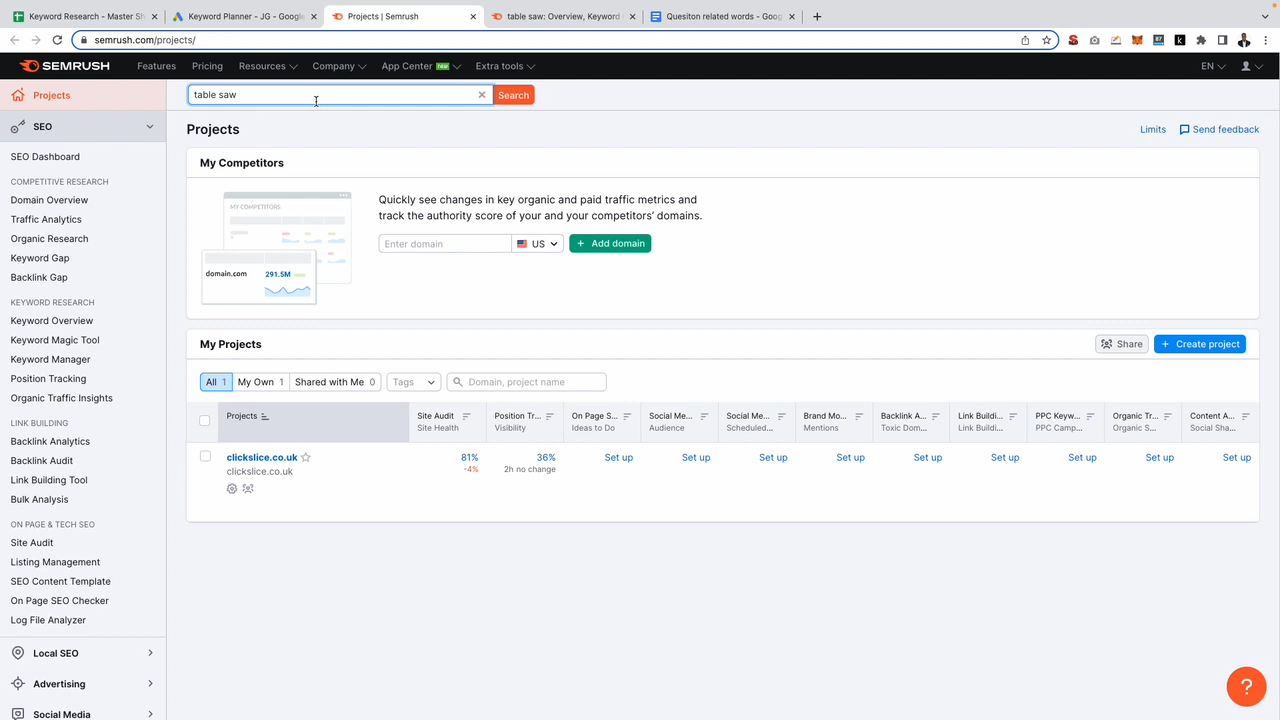 Keyword Research - Master Sh
Keyword Planner - JG - Google
Projects | Semrush
table saw: Overview, Keyword
Quesiton related words - Goog
semrush.com/projects/
SEMRUSH
Features
Pricing
Resources
Company
App Center new
Extra tools
EN
Projects
table saw
Search
SEO
Projects
Limits
Send feedback
SEO Dashboard
My Competitors
COMPETITIVE RESEARCH
Domain Overview
Traffic Analytics
Organic Research
Keyword Gap
Backlink Gap
MY COMPETITORS
domain.com
291.5M
Quickly see changes in key organic and paid traffic metrics and
track the authority score of your and your competitors' domains.
Enter domain
US
+ Add domain
KEYWORD RESEARCH
Keyword Overview
Keyword Magic Tool
Keyword Manager
Position Tracking
Organic Traffic Insights
My Projects
Share
+ Create project
All 1
My Own 1
Shared with Me 0
Tags
Domain, project name
Projects
Site Audit
Site Health
Position Tr...
Visibility
On Page S...
Ideas to Do
Social Me...
Audience
Social Me...
Scheduled...
Brand Mo...
Mentions
Backlink A...
Toxic Dom...
Link Buildi...
Link Buildi...
PPC Keyw...
PPC Camp...
Organic Tr...
Organic S...
Content A...
Social Sha...
clickslice.co.uk
clickslice.co.uk
81%
-4%
36%
2h no change
Set up
Set up
Set up
Set up
Set up
Set up
Set up
Set up
Set up
LINK BUILDING
Backlink Analytics
Backlink Audit
Link Building Tool
Bulk Analysis
ON PAGE & TECH SEO
Site Audit
Listing Management
SEO Content Template
On Page SEO Checker
Log File Analyzer
Local SEO
Advertising
Social Media
?